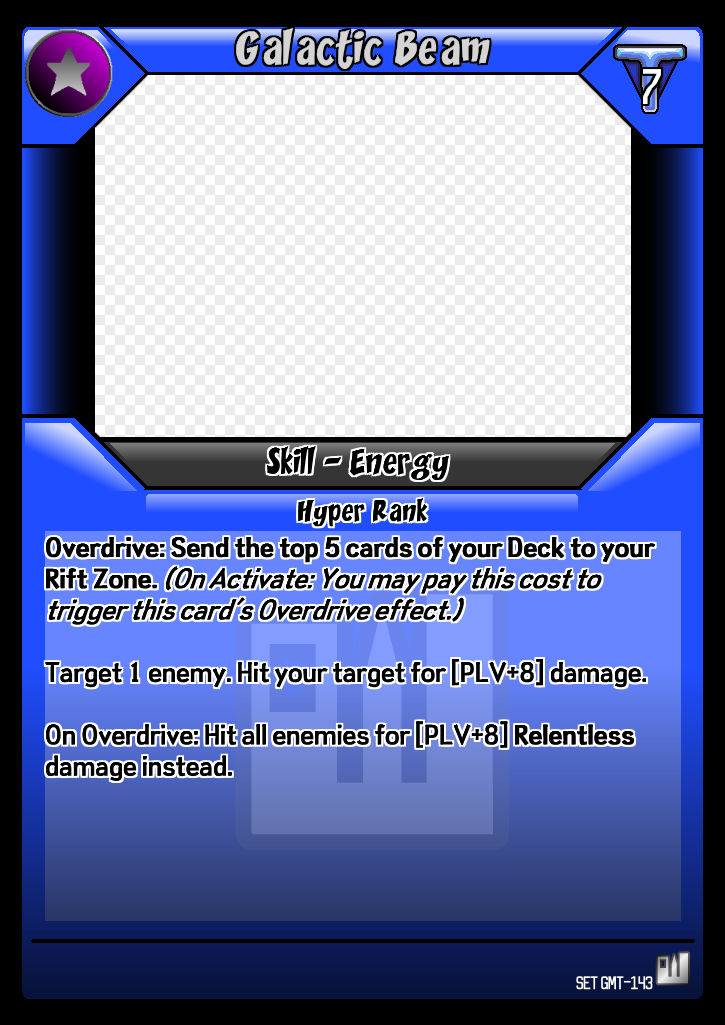 Galactic Beam
7
Skill - Energy
Hyper Rank
Overdrive: Send the top 5 cards of your Deck to your
Rift Zone. (On Activate: You may pay this cost to
trigger this card's Overdrive effect.)
Target 1 enemy. Hit your target for [PLV+8] damage.
On Overdrive: Hit all enemies for [PLV+8] Relentless
damage instead.
SET GMT-143